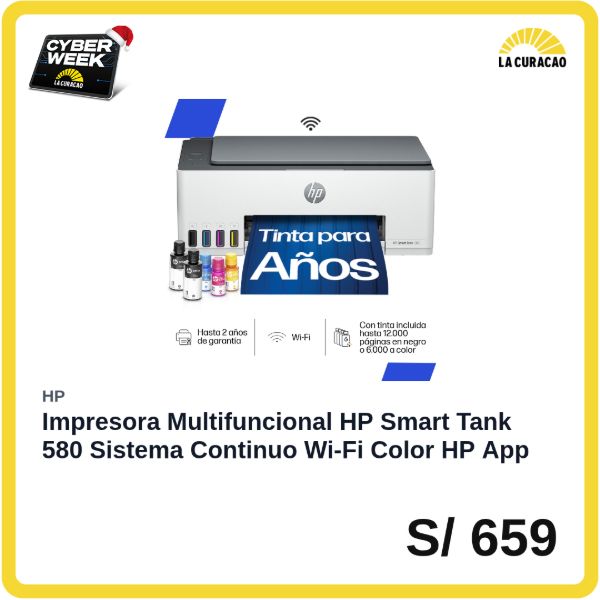 CYBER
WEEK
LA CURACAO
LA CURACAO
hp
Tinta para
Años
Hasta 2 años
de garantía
Wi-Fi
Con tinta incluida
hasta 12.000
páginas en negro
o 6.000 a color
HP
Impresora Multifuncional HP Smart Tank
580 Sistema Continuo Wi-Fi Color HP App
S/ 659